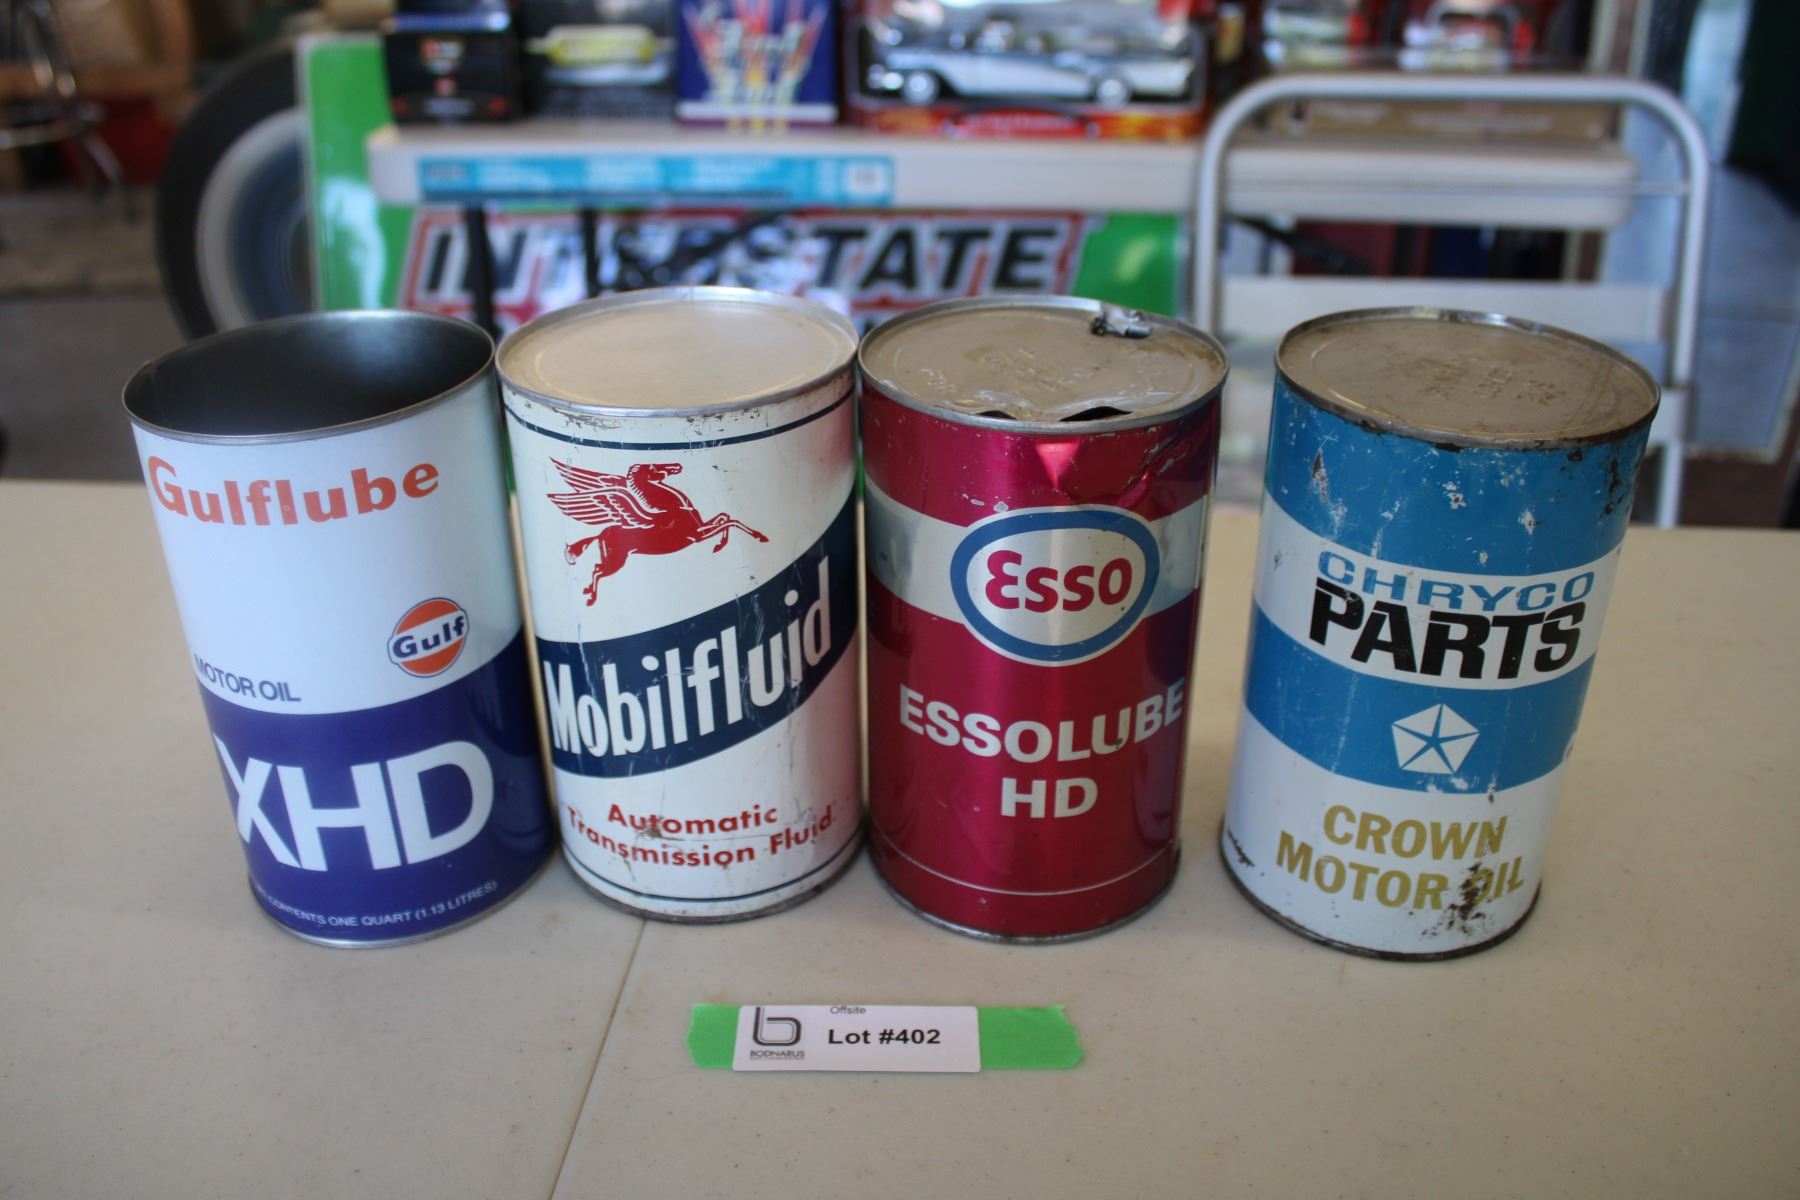 INTERSTATE
Gulflube
Gulf
MOTOR OIL
XHD
CONTENTS ONE QUART (1.13 LITRES)
Mobilfluid
Automatic
Transmission Fluid
Esso
ESSOLUBE
HD
CHRYCO
PARTS
CROWN
MOTOR OIL
Offsite
Lot #402
BODNARUS